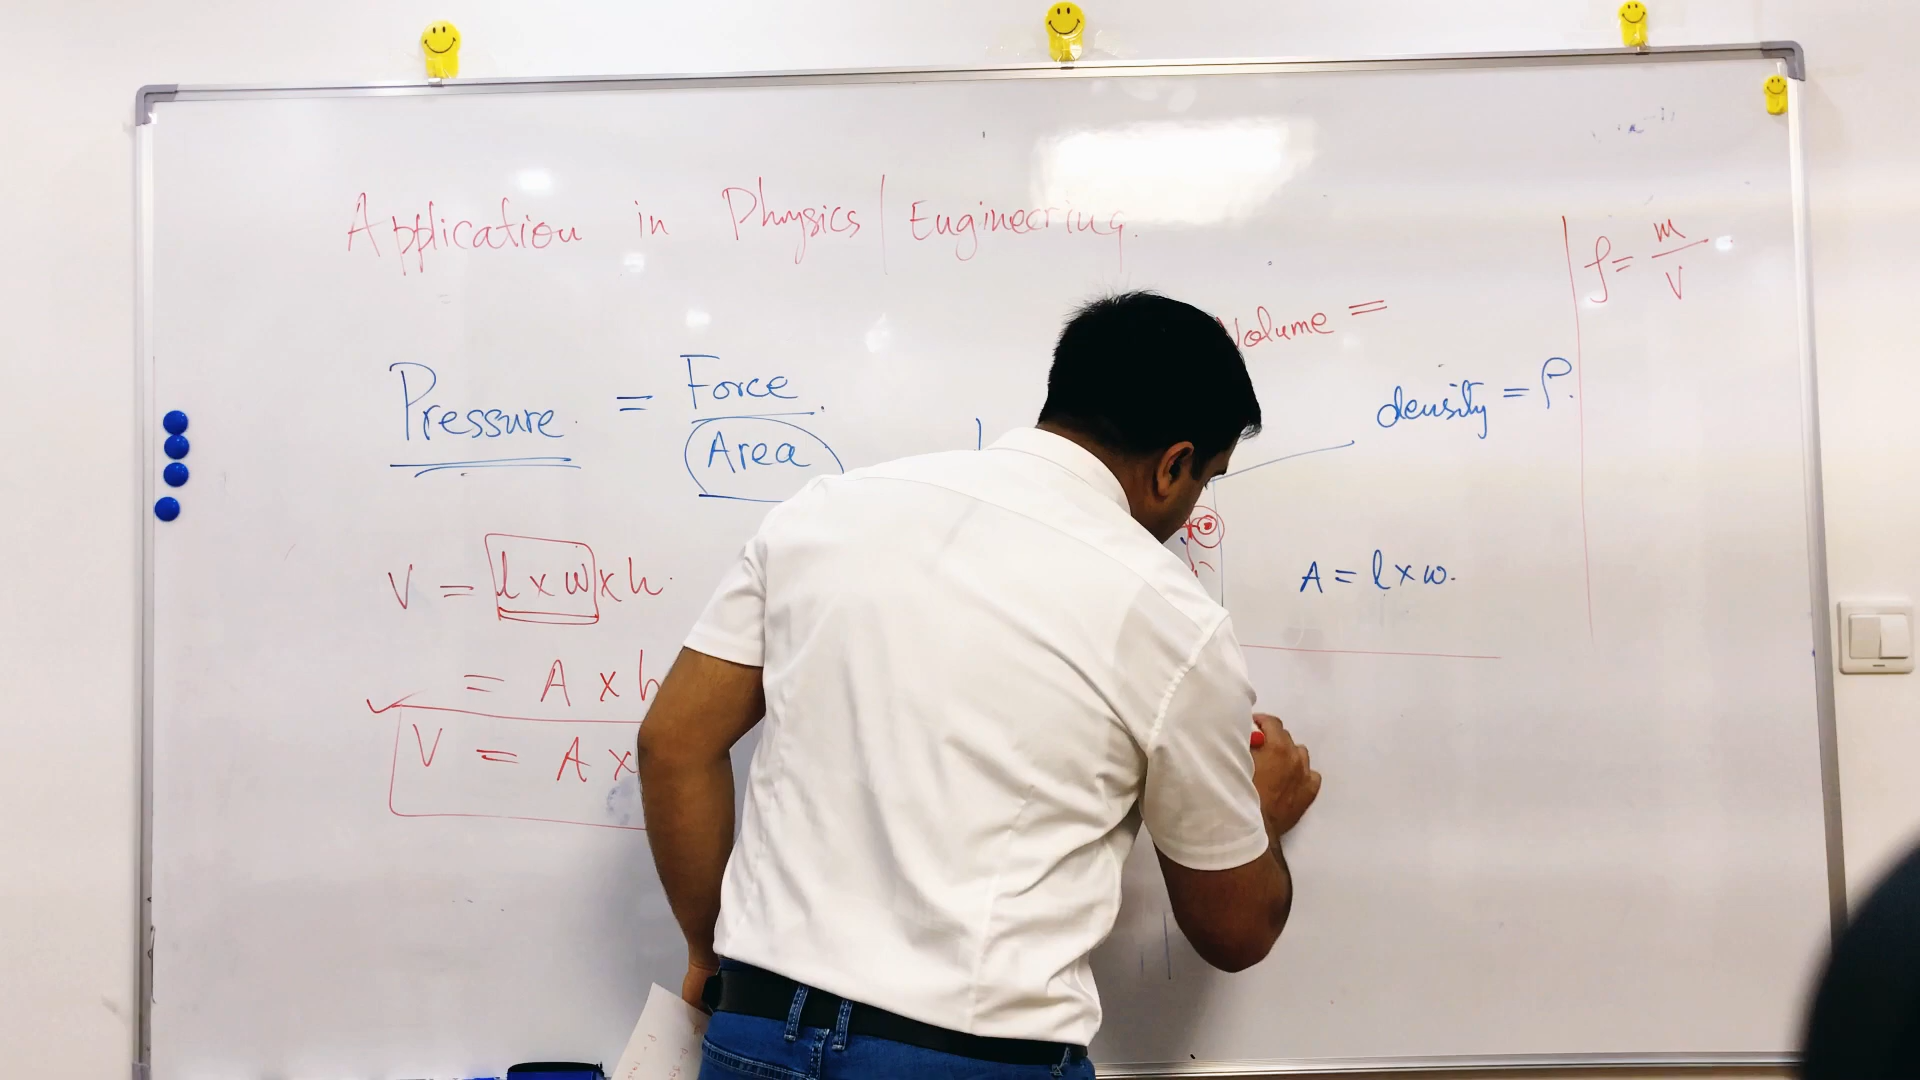 Application in Physics | Engineering.
Pressure = Force
Area
V = l x w x h
= A x h
V = A x
Volume =
density = ρ.
A = l x w.
ρ = m
V